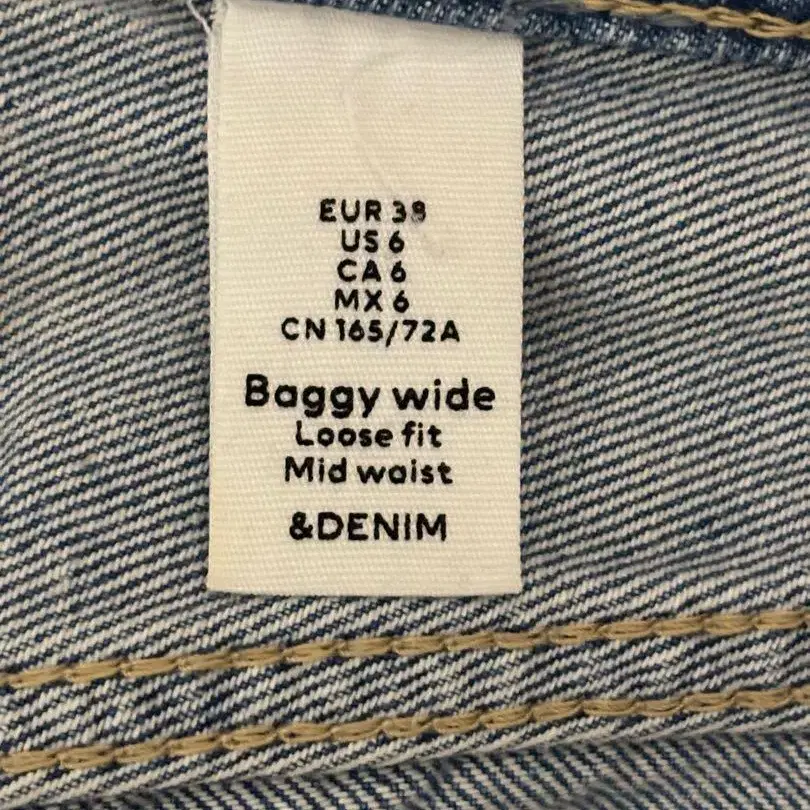 EUR 38
US 6
CA 6
MX 6
CN 165/72A
Baggy wide
Loose fit
Mid waist
&DENIM